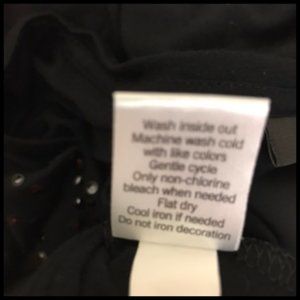 Wash inside out
Machine wash cold
with like colors
Gentle cycle
Only non-chlorine
bleach when needed
Flat dry
Cool iron if needed
Do not iron decoration